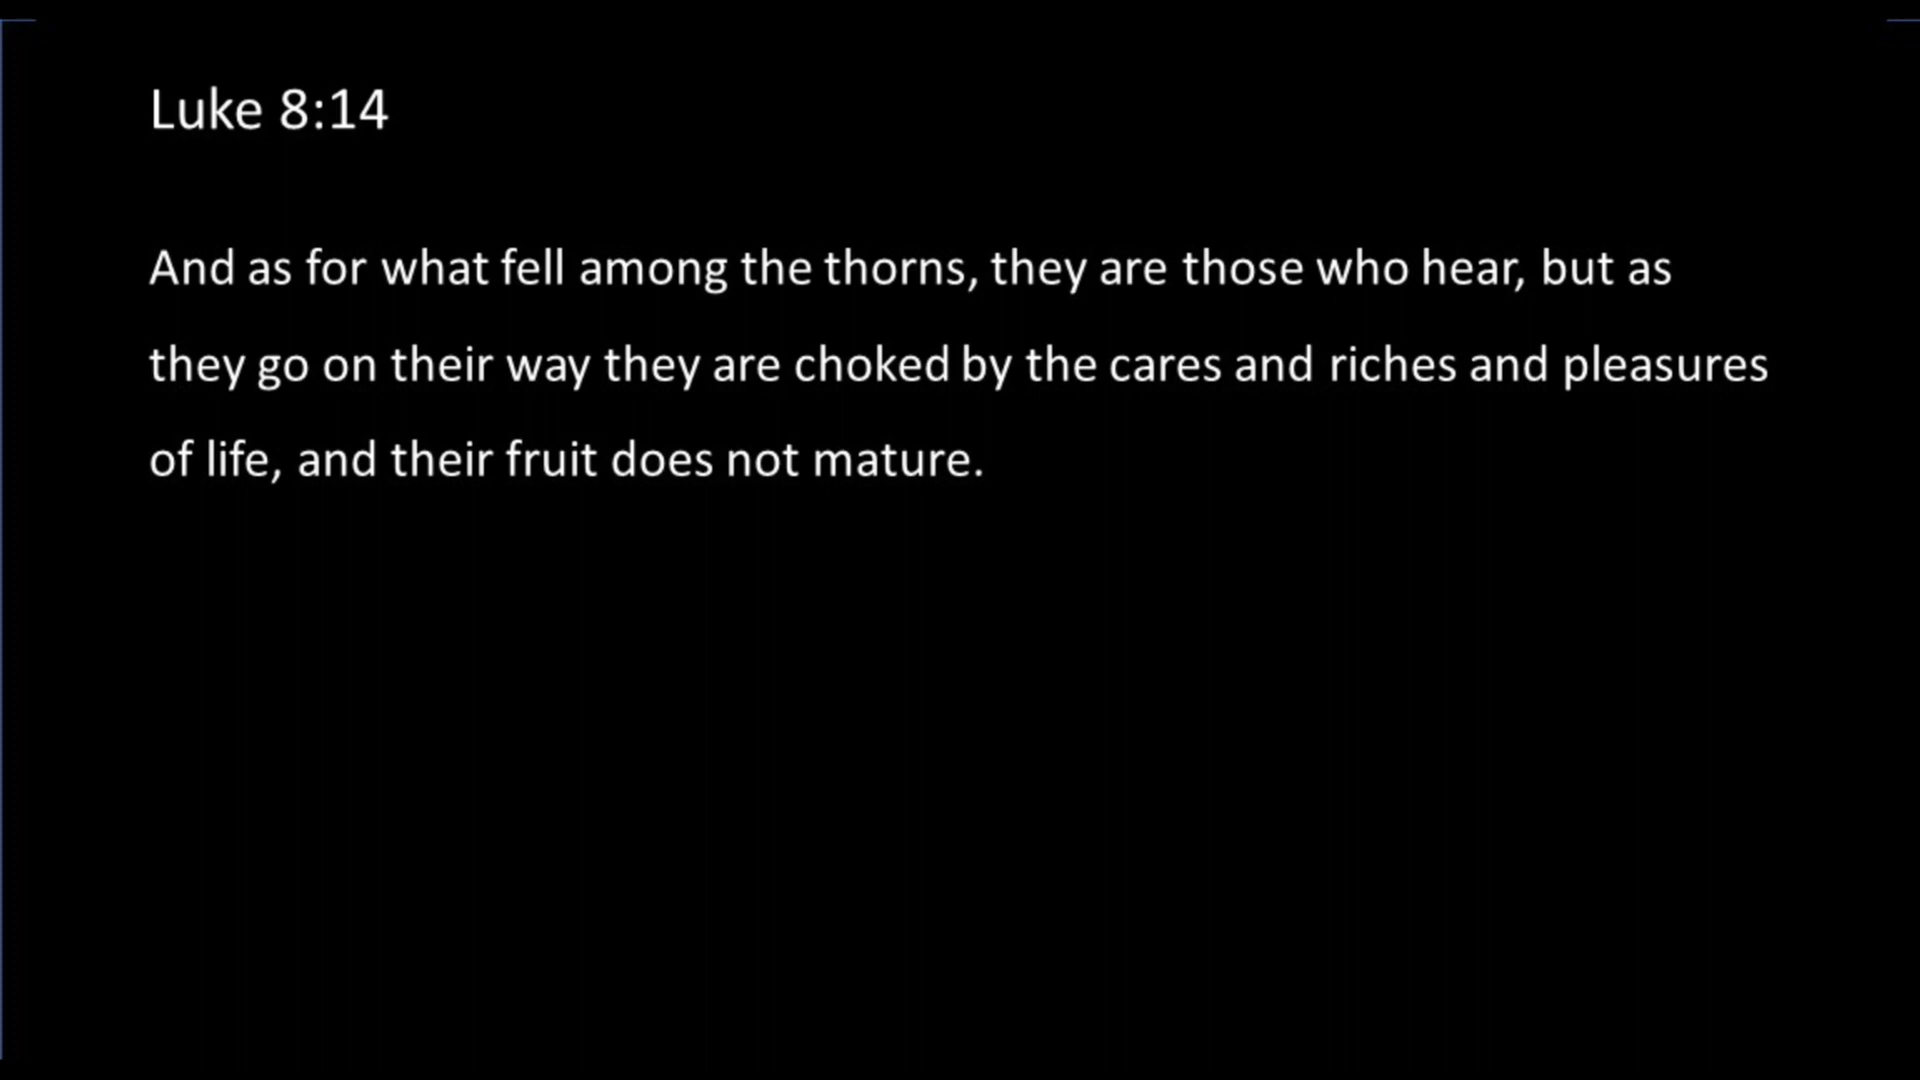 Luke 8:14
And as for what fell among the thorns, they are those who hear, but as
they go on their way they are choked by the cares and riches and pleasures
of life, and their fruit does not mature.